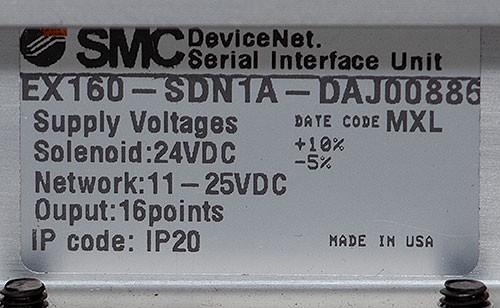 SMC DeviceNet.
Serial Interface Unit
EX160-SDN1A-DAJ00886
Supply Voltages DATE CODE MXL
Solenoid:24VDC +10%
-5%
Network:11-25VDC
Ouput:16points
IP code: IP20 MADE IN USA